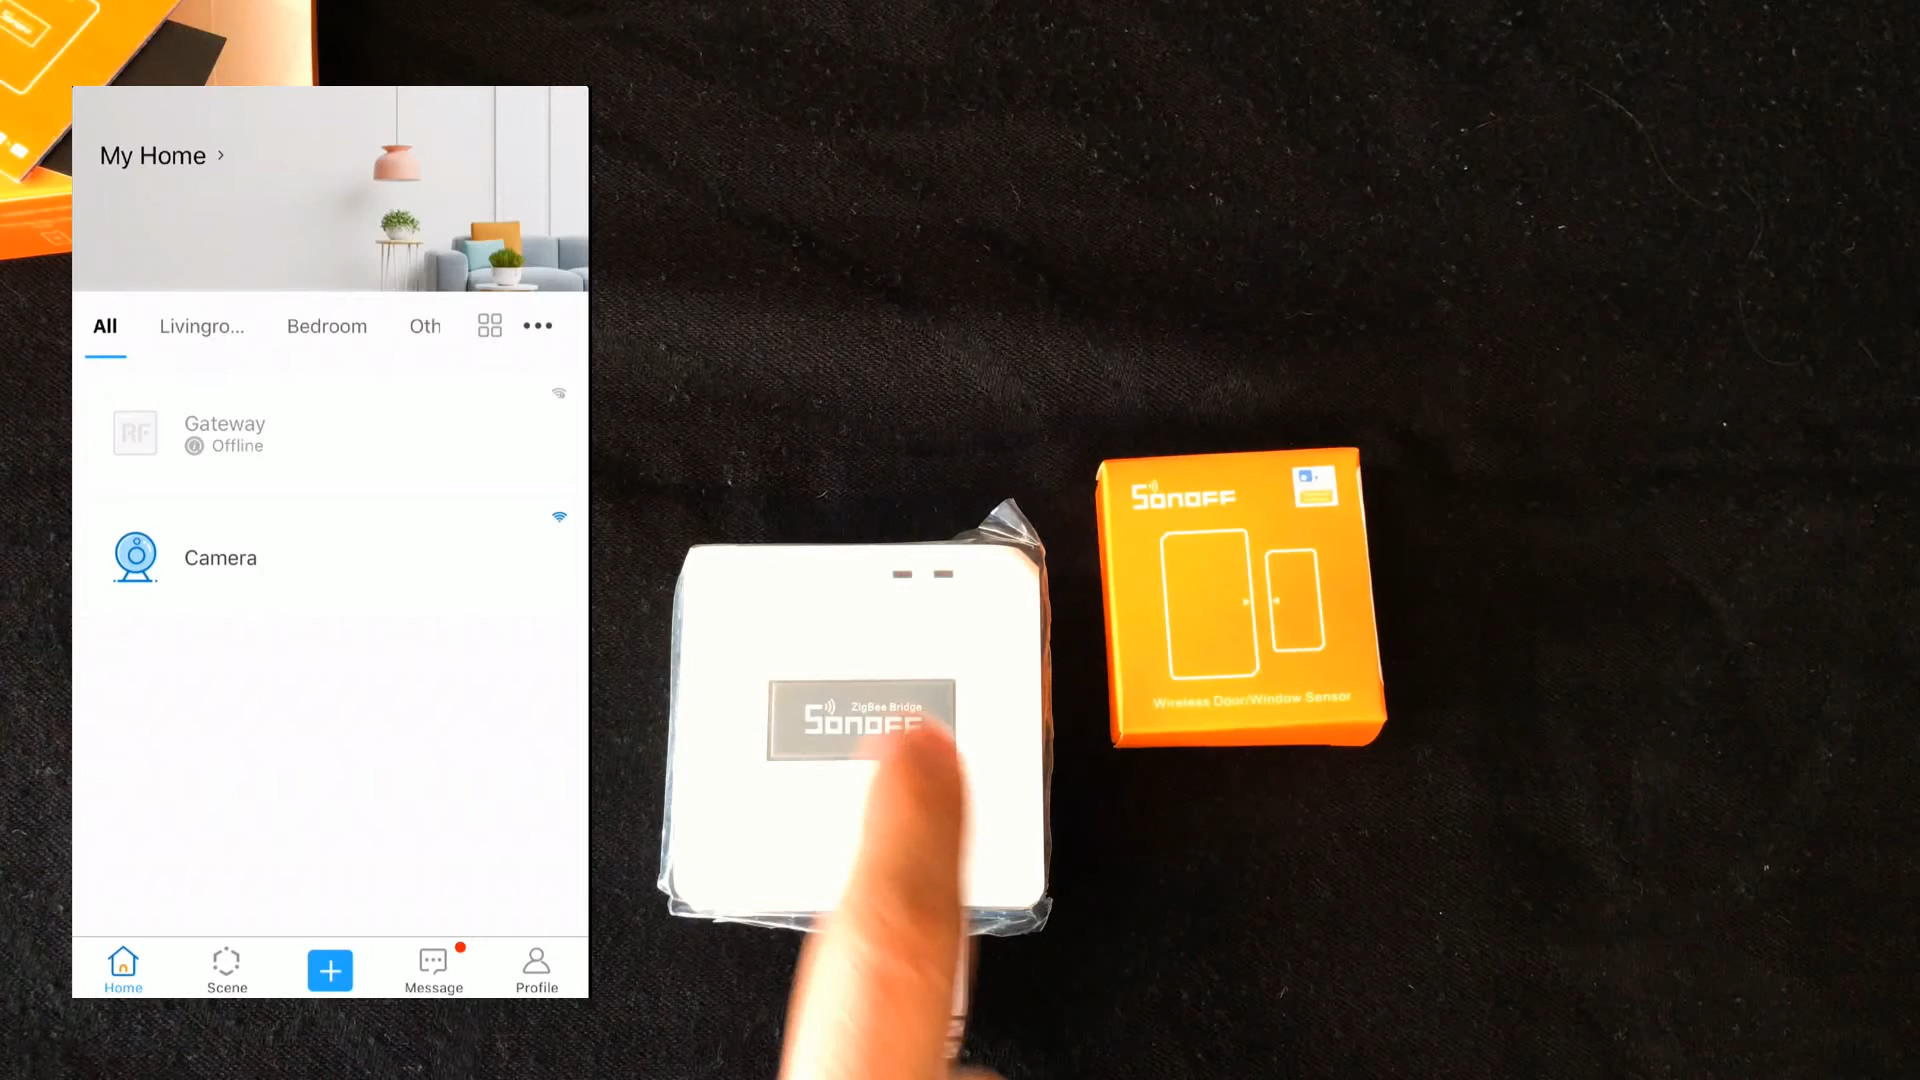 My Home
All
Livingro...
Bedroom
Oth
RF
Gateway
Offline
Camera
Home
Scene
Message
Profile
ZigBee Bridge
SONOFF
SONOFF
Wireless Door/Window Sensor